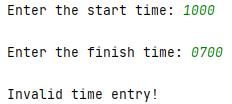 Enter the start time: 1000
Enter the finish time: 0700
Invalid time entry!